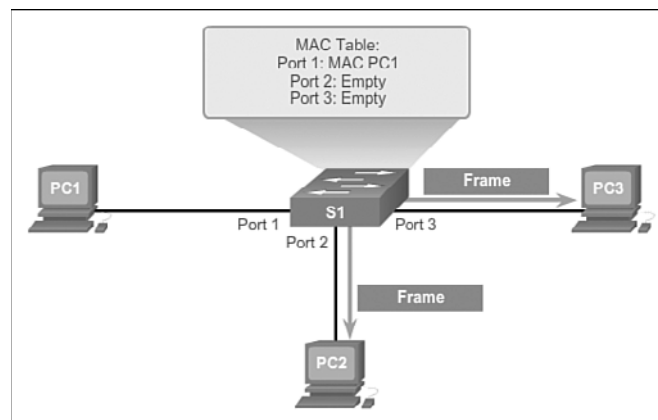 MAC Table:
Port 1: MAC PC1
Port 2: Empty
Port 3: Empty
PC1
Frame
PC3
S1
Port 1
Port 3
Port 2
Frame
PC2